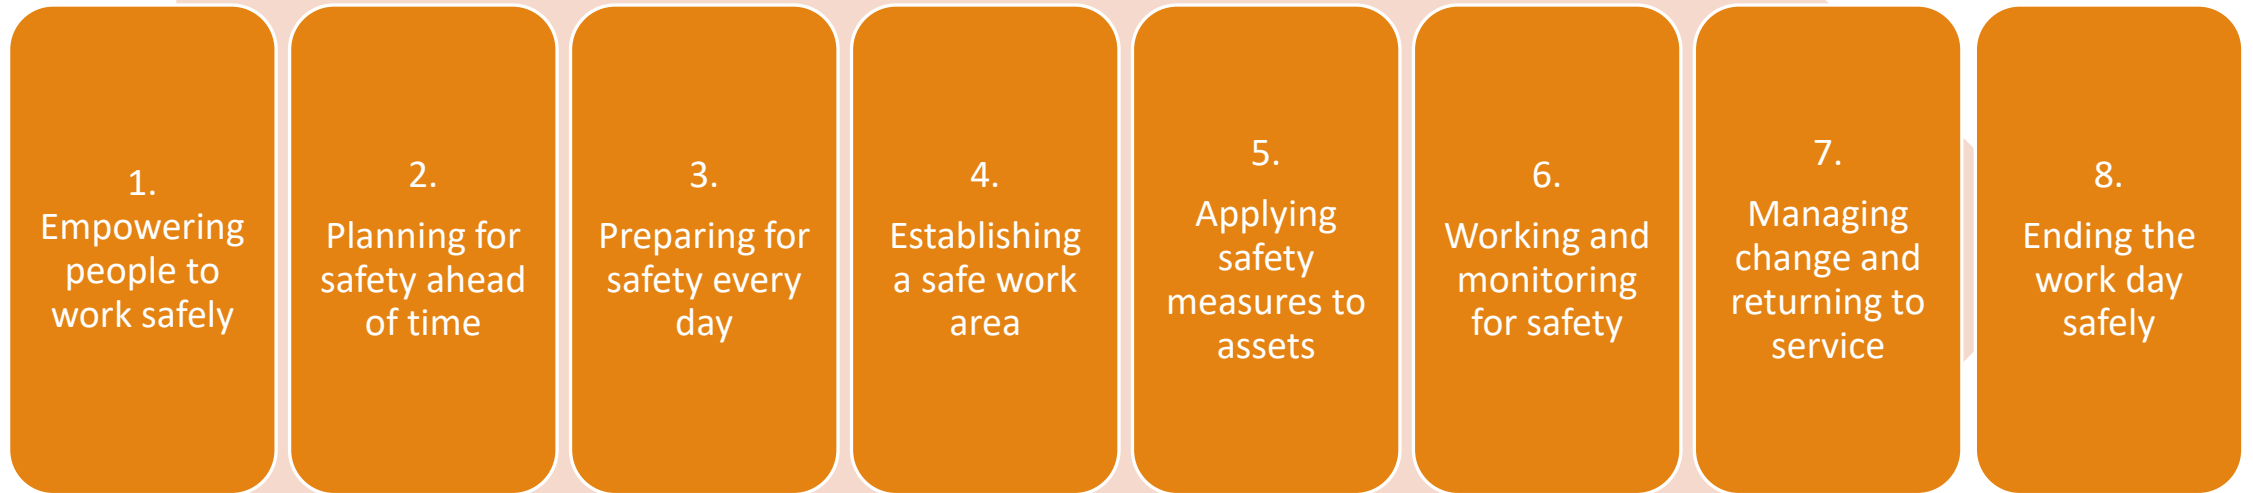 1.
Empowering
people to
work safely
2.
Planning for
safety ahead
of time
3.
Preparing for
safety every
day
4.
Establishing
a safe work
area
5.
Applying
safety
measures to
assets
6.
Working and
monitoring
for safety
7.
Managing
change and
returning to
service
8.
Ending the
work day
safely